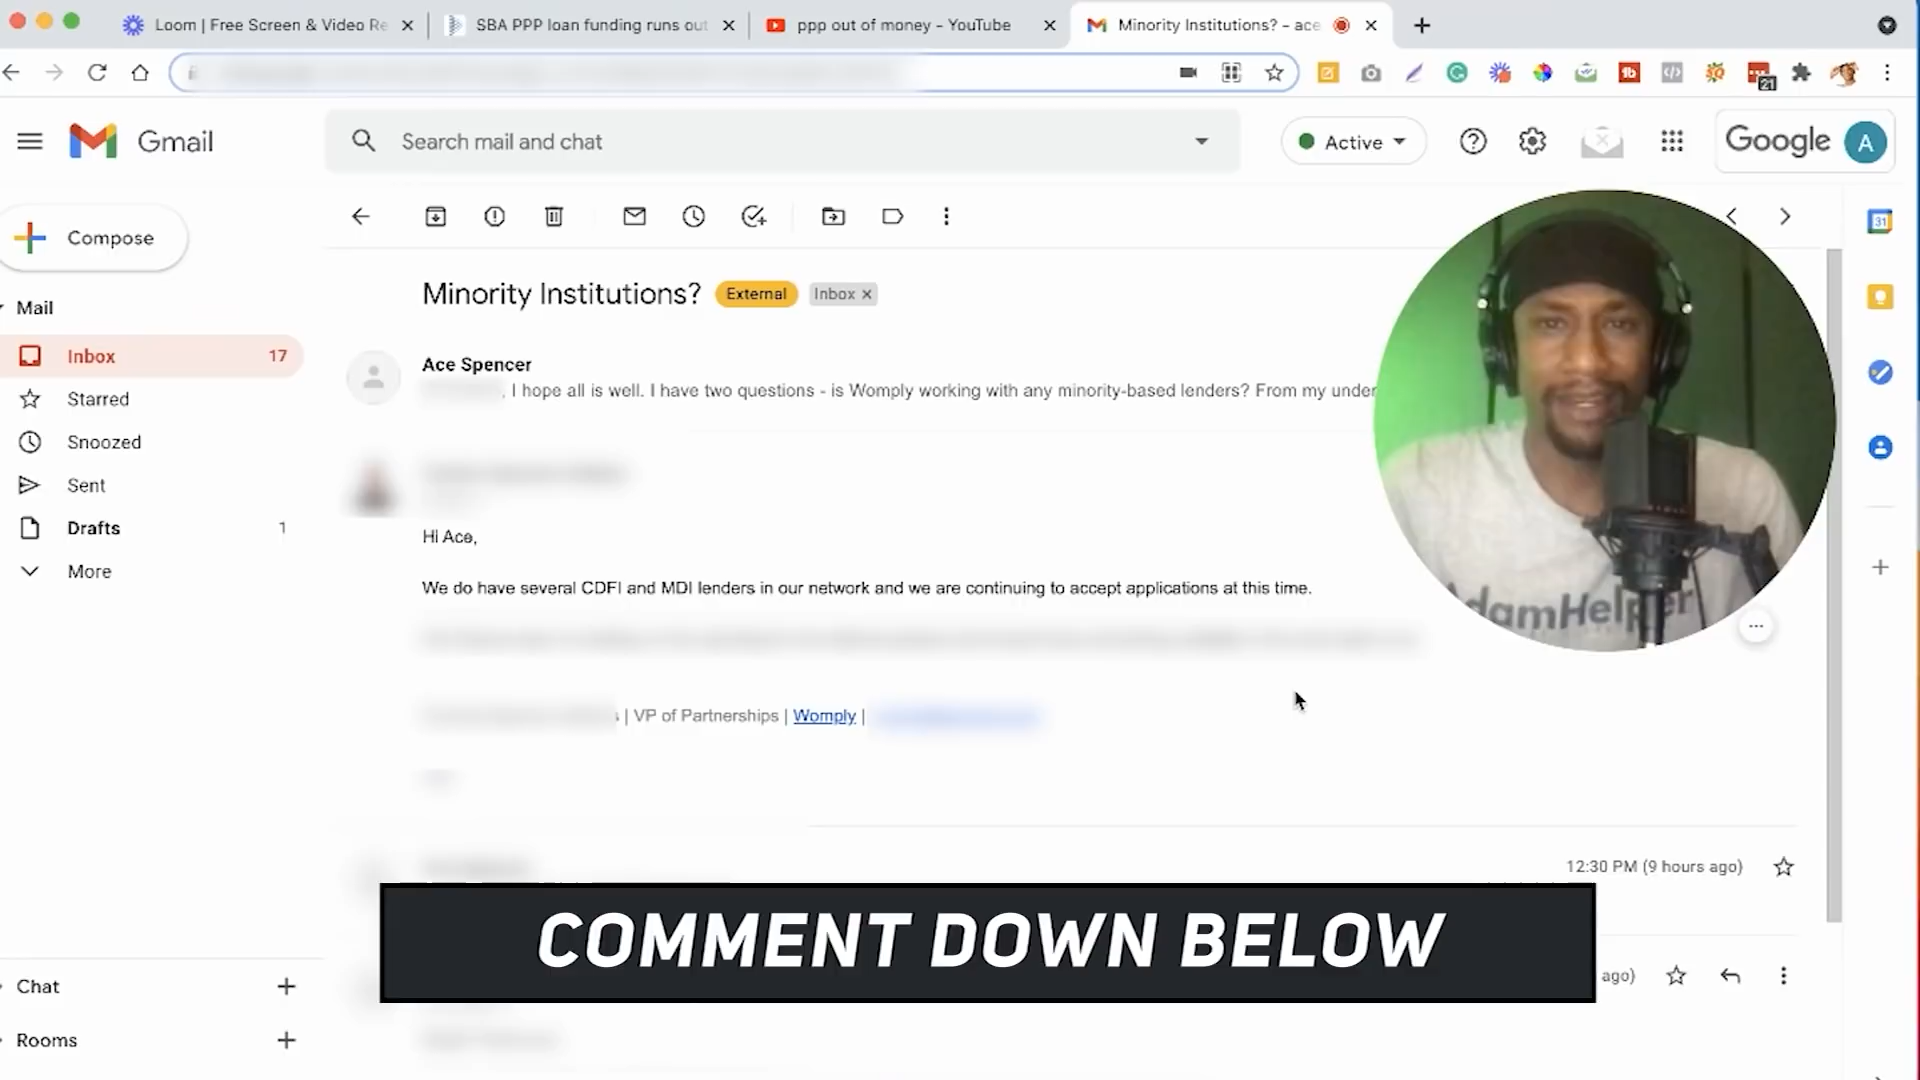 Loom | Free Screen & Video Re
SBA PPP loan funding runs out
ppp out of money - YouTube
Minority Institutions? - ace
21
Gmail
Search mail and chat
Active
Google
A
Compose
31
Minority Institutions?
External
Inbox
Mail
Inbox
17
Ace Spencer
, I hope all is well. I have two questions - is Womply working with any minority-based lenders? From my under
Starred
Snoozed
Sent
Drafts
1
More
Hi Ace,
We do have several CDFI and MDI lenders in our network and we are continuing to accept applications at this time.
damHelper
| VP of Partnerships | Womply |
12:30 PM (9 hours ago)
COMMENT DOWN BELOW
ago)
Chat
Rooms